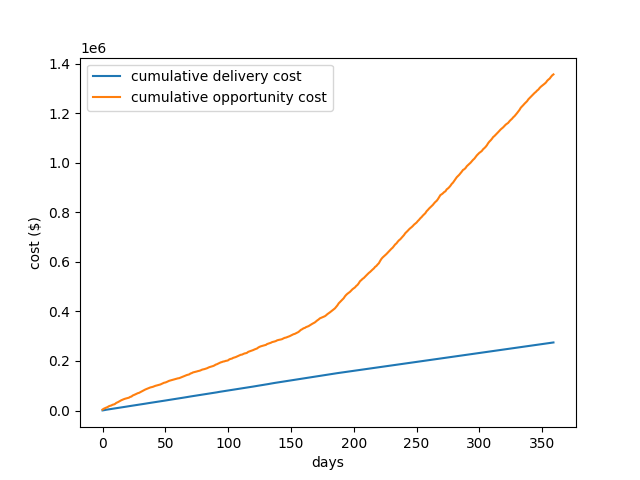 1e6
cumulative delivery cost
cumulative opportunity cost
1.4
1.2
1.0
0.8
0.6
0.4
0.2
0.0
cost ($)
0 50 100 150 200 250 300 350
days